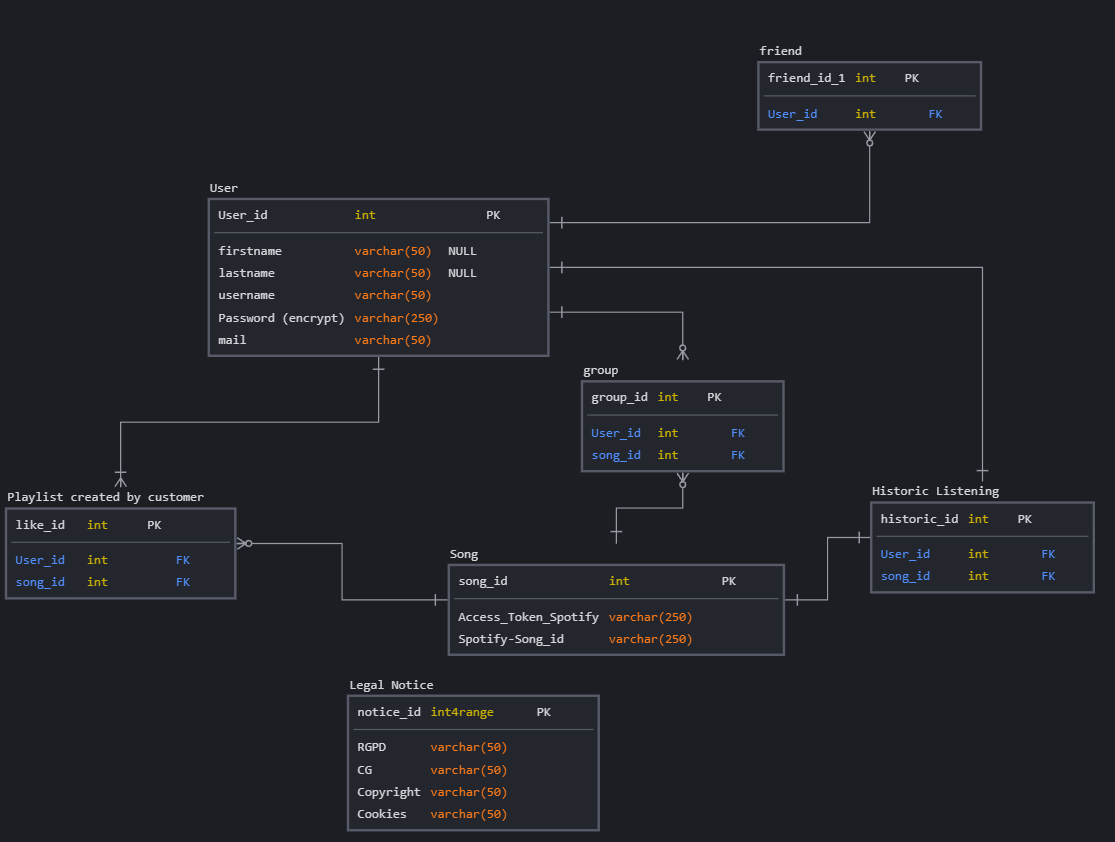 friend
friend_id_1 int PK
User_id int FK
User
User_id int PK
firstname varchar(50) NULL
lastname varchar(50) NULL
username varchar(50)
Password (encrypt) varchar(250)
mail varchar(50)
group
group_id int PK
User_id int FK
song_id int FK
Playlist created by customer
like_id int PK
User_id int FK
song_id int FK
Historic Listening
historic_id int PK
User_id int FK
song_id int FK
Song
song_id int PK
Access_Token_Spotify varchar(250)
Spotify-Song_id varchar(250)
Legal Notice
notice_id int4range PK
RGPD varchar(50)
CG varchar(50)
Copyright varchar(50)
Cookies varchar(50)